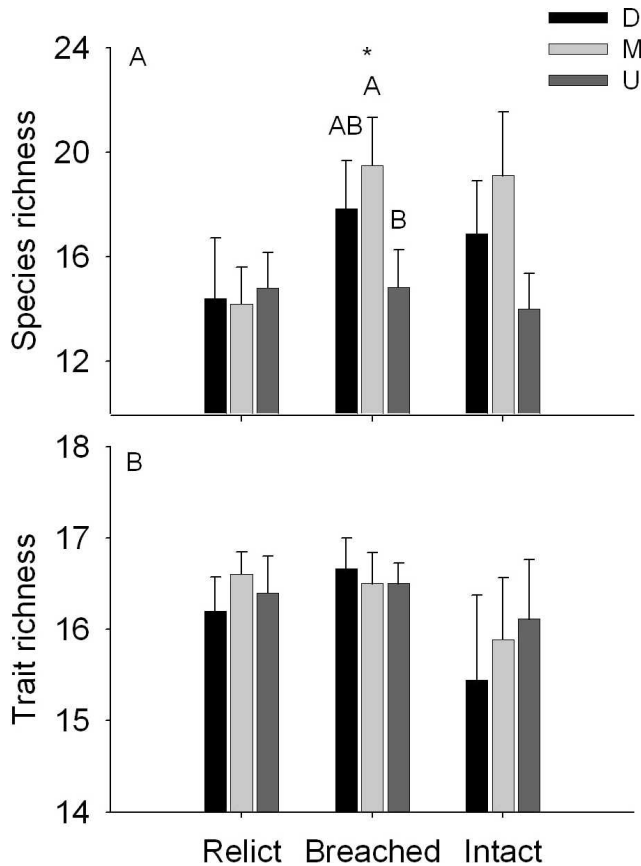 D
M
U
24
A
*
A
20
AB
B
16
12
Species richness
18
B
17
16
15
14
Trait richness
Relict Breached Intact